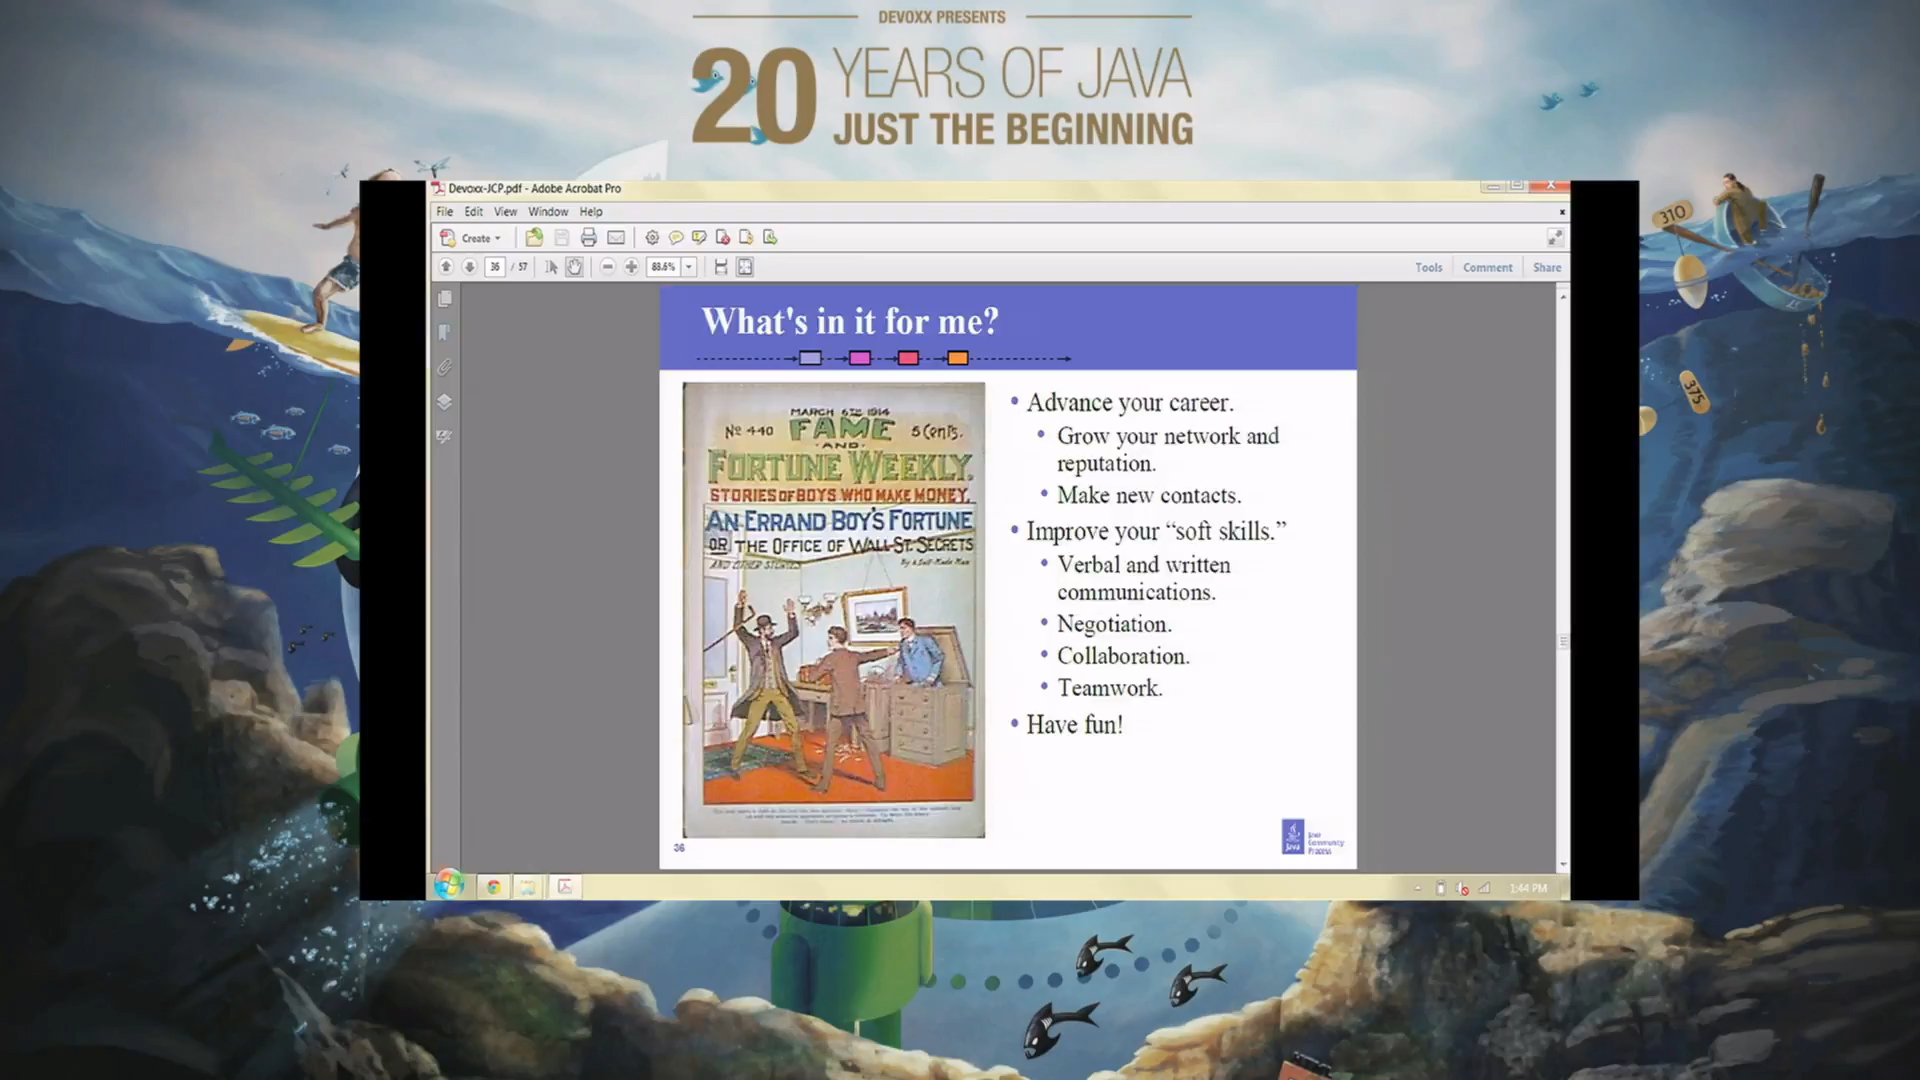 DEVOXX PRESENTS
20 YEARS OF JAVA
JUST THE BEGINNING
Devoxx-JCP.pdf - Adobe Acrobat Pro
File Edit View Window Help
Create
36 / 57 83.6% Tools Comment Share
What's in it for me?
MARCH 6TH 1914
No 440 FAME 5 Cents.
AND
FORTUNE WEEKLY.
STORIES OF BOYS WHO MAKE MONEY.
AN ERRAND BOY'S FORTUNE
OR THE OFFICE OF WALL ST. SECRETS
AND OTHER STORIES By A Self-Made Man
• Advance your career.
• Grow your network and
reputation.
• Make new contacts.
• Improve your “soft skills.”
• Verbal and written
communications.
• Negotiation.
• Collaboration.
• Teamwork.
• Have fun!
36
Java
Java
Community
Process
1:44 PM
310
375